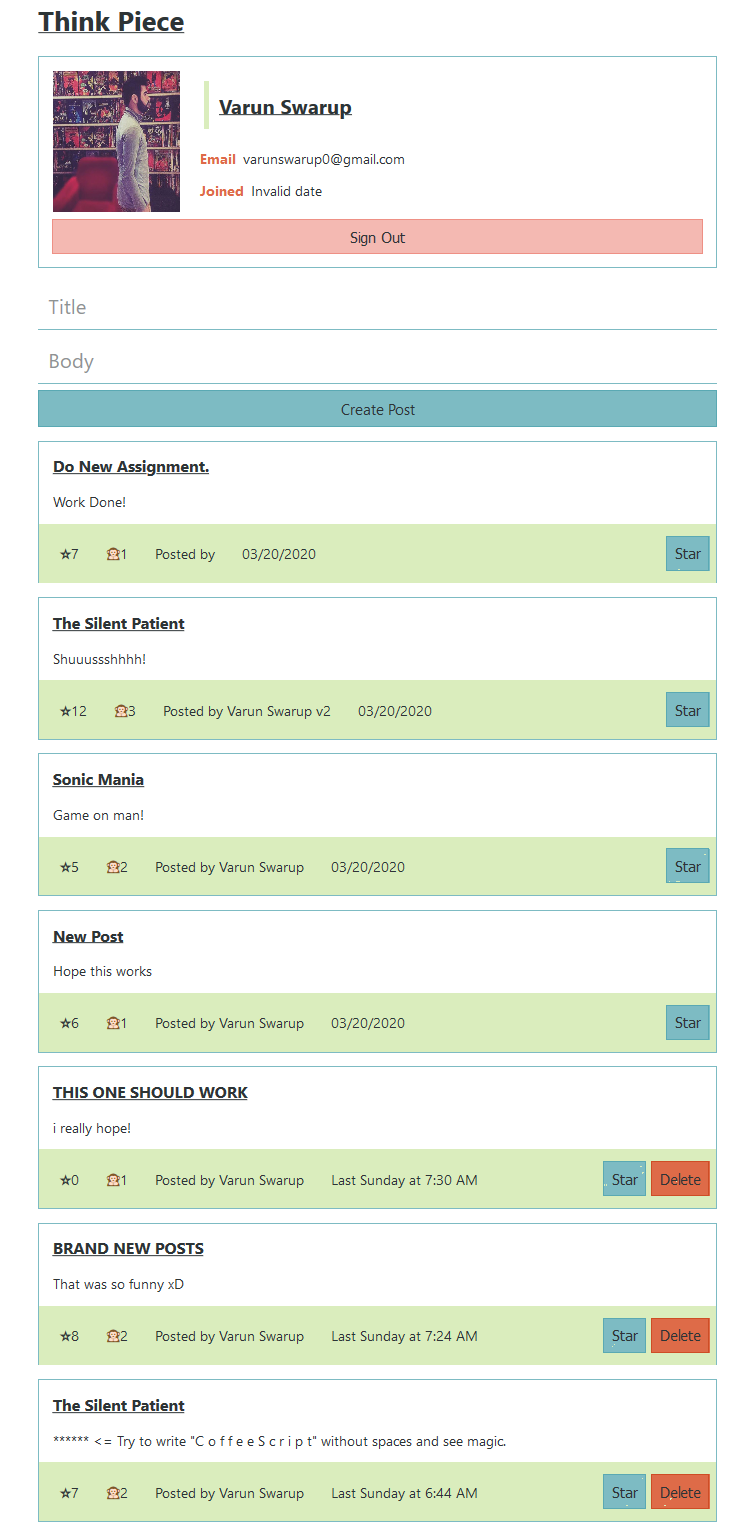 Think Piece
Varun Swarup
Email varunswarup0@gmail.com
Joined Invalid date
Sign Out
Title
Body
Create Post
Do New Assignment.
Work Done!
☆7 🙊1 Posted by 03/20/2020 Star
The Silent Patient
Shuuussshhhh!
☆12 🙊3 Posted by Varun Swarup v2 03/20/2020 Star
Sonic Mania
Game on man!
☆5 🙊2 Posted by Varun Swarup 03/20/2020 Star
New Post
Hope this works
☆6 🙊1 Posted by Varun Swarup 03/20/2020 Star
THIS ONE SHOULD WORK
i really hope!
☆0 🙊1 Posted by Varun Swarup Last Sunday at 7:30 AM Star Delete
BRAND NEW POSTS
That was so funny xD
☆8 🙊2 Posted by Varun Swarup Last Sunday at 7:24 AM Star Delete
The Silent Patient
****** <= Try to write "C o f f e e S c r i p t" without spaces and see magic.
☆7 🙊2 Posted by Varun Swarup Last Sunday at 6:44 AM Star Delete